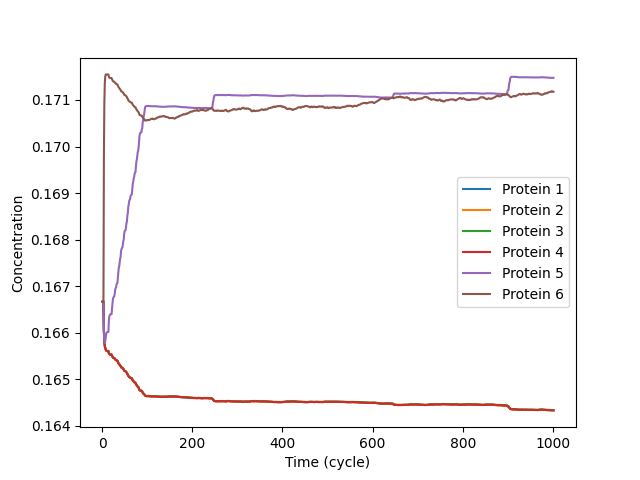 0.171
0.170
0.169
0.168
0.167
0.166
0.165
0.164
Concentration
0
200
400
600
800
1000
Time (cycle)
Protein 1
Protein 2
Protein 3
Protein 4
Protein 5
Protein 6